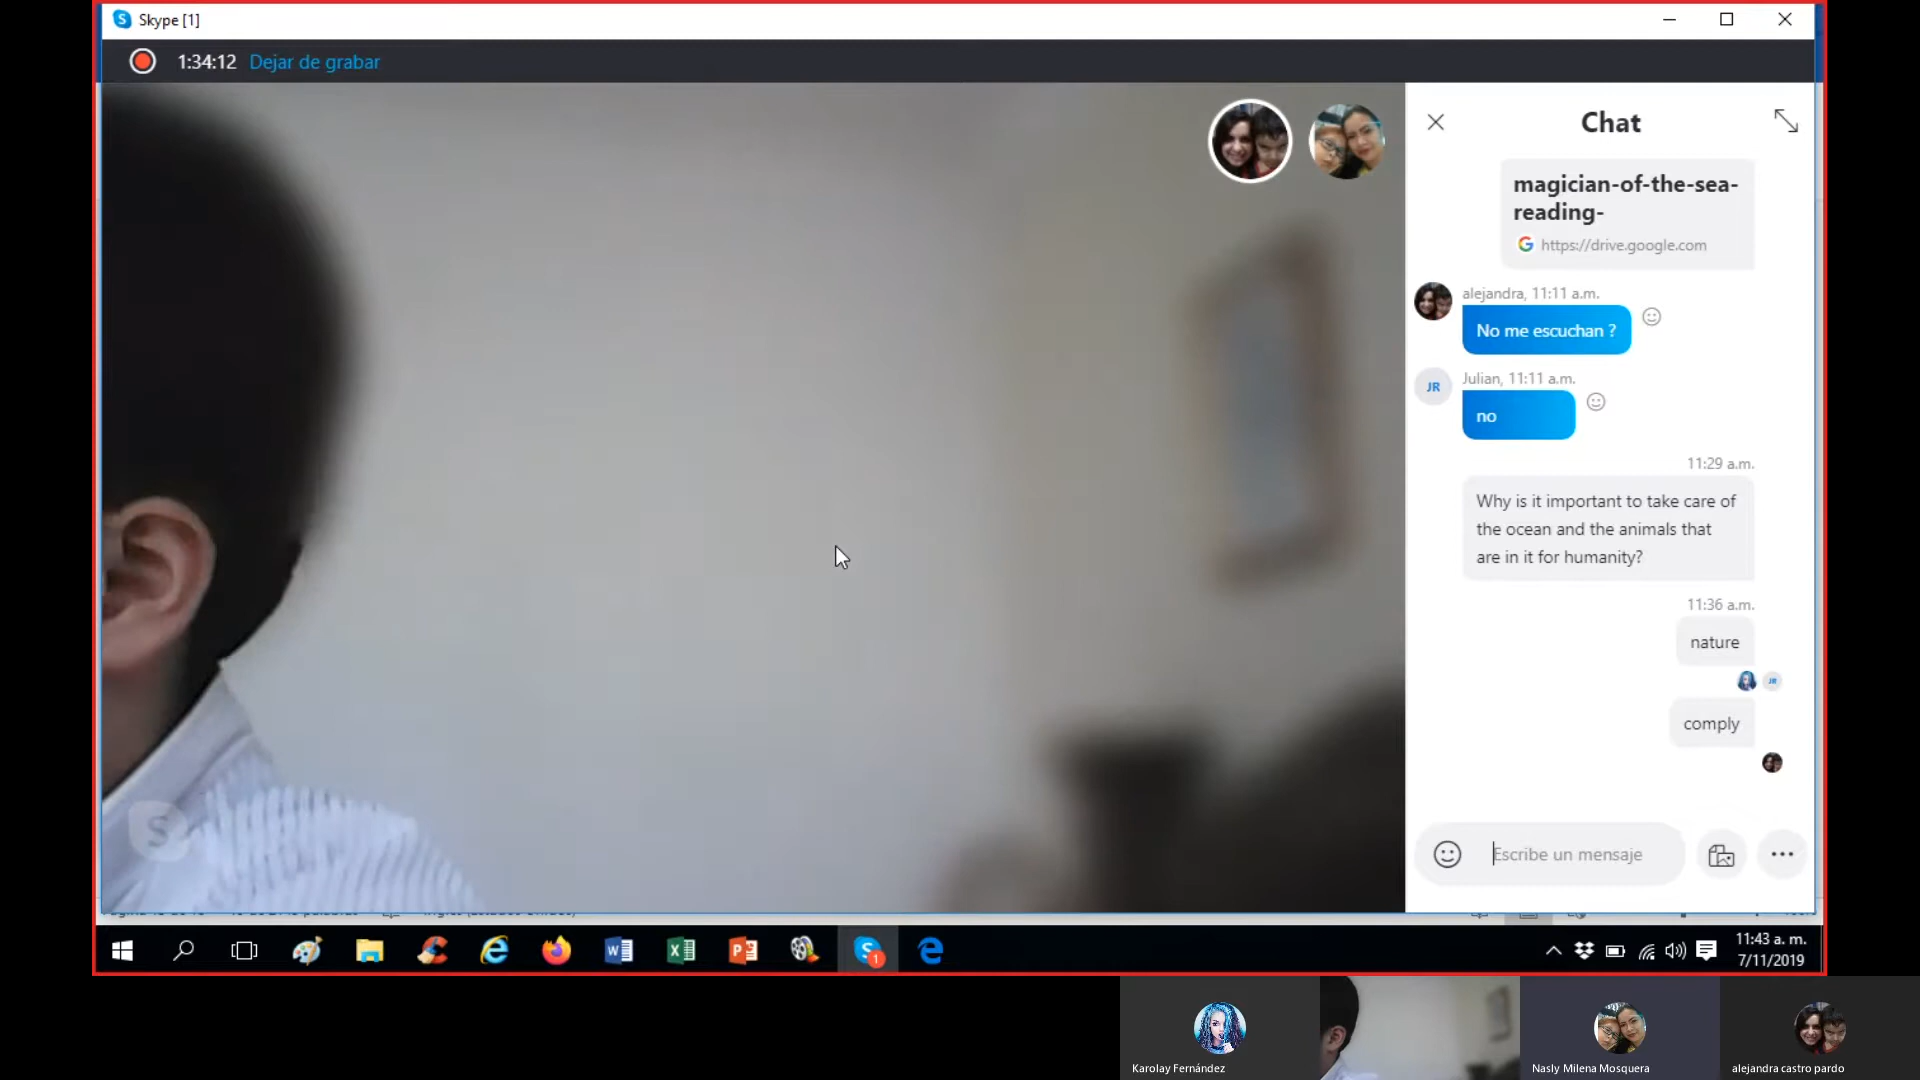 Skype [1]
1:34:12 Dejar de grabar
Chat
magician-of-the-sea-
reading-
https://drive.google.com
alejandra, 11:11 a.m.
No me escuchan ?
JR
Julian, 11:11 a.m.
no
11:29 a.m.
Why is it important to take care of
the ocean and the animals that
are in it for humanity?
11:36 a.m.
nature
JR
comply
Escribe un mensaje
1
11:43 a. m.
7/11/2019
Karolay Fernández
Nasly Milena Mosquera
alejandra castro pardo